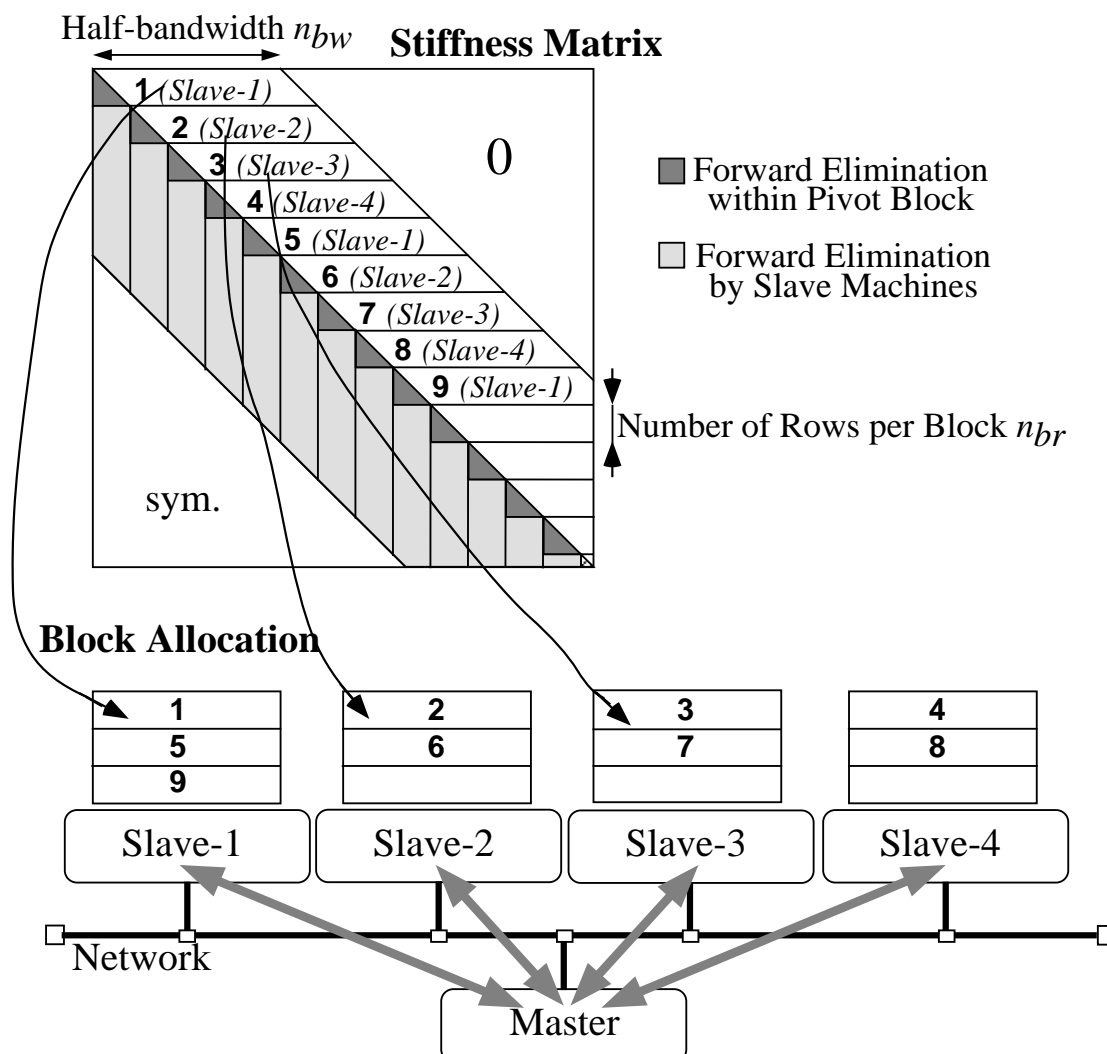 Half-bandwidth n_bw
Stiffness Matrix
1 (Slave-1)
2 (Slave-2)
3 (Slave-3)
4 (Slave-4)
5 (Slave-1)
6 (Slave-2)
7 (Slave-3)
8 (Slave-4)
9 (Slave-1)
0
sym.
Forward Elimination
within Pivot Block
Forward Elimination
by Slave Machines
Number of Rows per Block n_br
Block Allocation
1
5
9
2
6
3
7
4
8
Slave-1
Slave-2
Slave-3
Slave-4
Network
Master